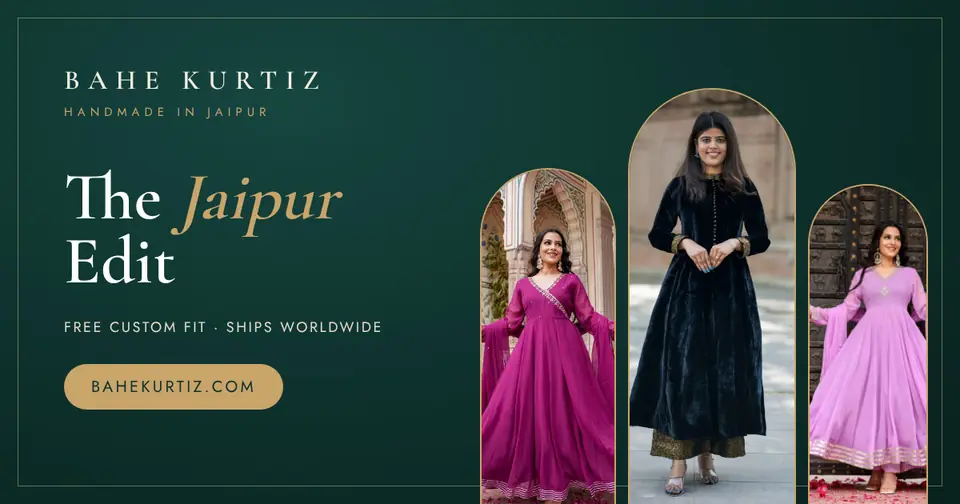 BAHE KURTIZ
HANDMADE IN JAIPUR
The Jaipur
Edit
FREE CUSTOM FIT · SHIPS WORLDWIDE
BAHEKURTIZ.COM